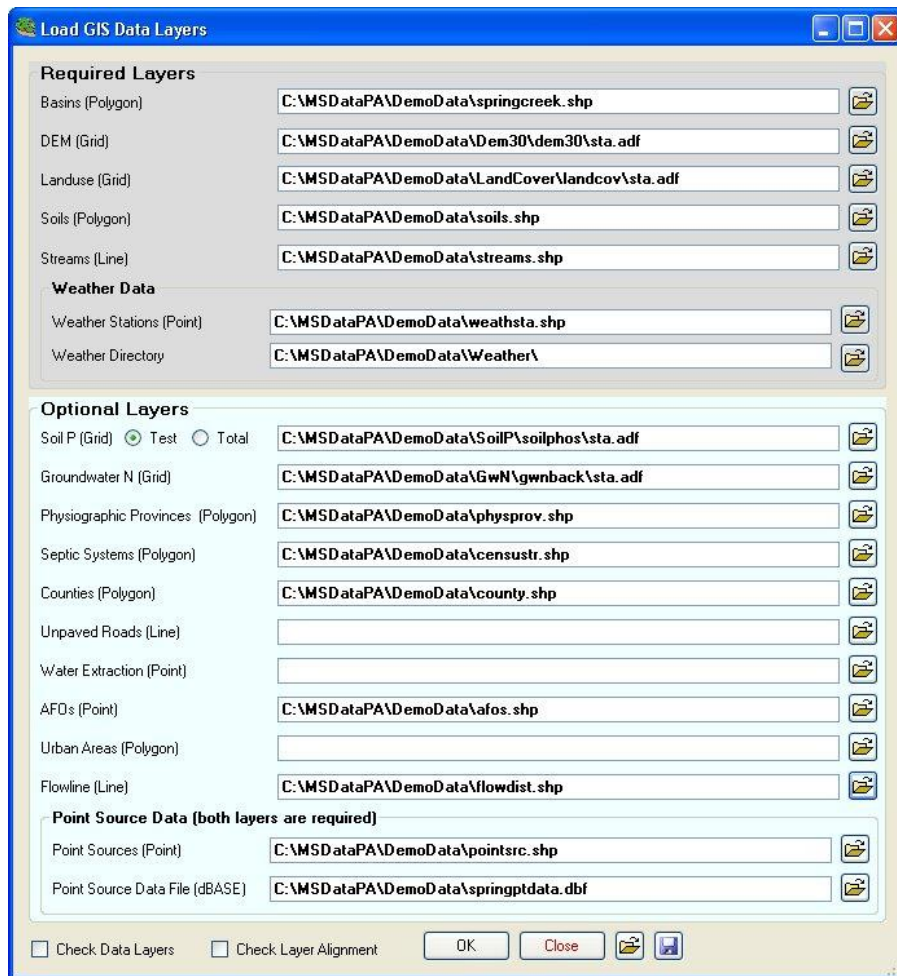 Load GIS Data Layers
Required Layers
Basins (Polygon) C:\MSDataPA\DemoData\springcreek.shp
DEM (Grid) C:\MSDataPA\DemoData\Dem30\dem30\sta.adf
Landuse (Grid) C:\MSDataPA\DemoData\LandCover\landcov\sta.adf
Soils (Polygon) C:\MSDataPA\DemoData\soils.shp
Streams (Line) C:\MSDataPA\DemoData\streams.shp
Weather Data
Weather Stations (Point) C:\MSDataPA\DemoData\weathsta.shp
Weather Directory C:\MSDataPA\DemoData\Weather\
Optional Layers
Soil P (Grid) Test Total C:\MSDataPA\DemoData\SoilP\soilphos\sta.adf
Groundwater N (Grid) C:\MSDataPA\DemoData\GwN\gwnback\sta.adf
Physiographic Provinces (Polygon) C:\MSDataPA\DemoData\physprov.shp
Septic Systems (Polygon) C:\MSDataPA\DemoData\censustr.shp
Counties (Polygon) C:\MSDataPA\DemoData\county.shp
Unpaved Roads (Line)
Water Extraction (Point)
AFOs (Point) C:\MSDataPA\DemoData\afos.shp
Urban Areas (Polygon)
Flowline (Line) C:\MSDataPA\DemoData\flowdist.shp
Point Source Data (both layers are required)
Point Sources (Point) C:\MSDataPA\DemoData\pointsrc.shp
Point Source Data File (dBASE) C:\MSDataPA\DemoData\springptdata.dbf
Check Data Layers Check Layer Alignment OK Close